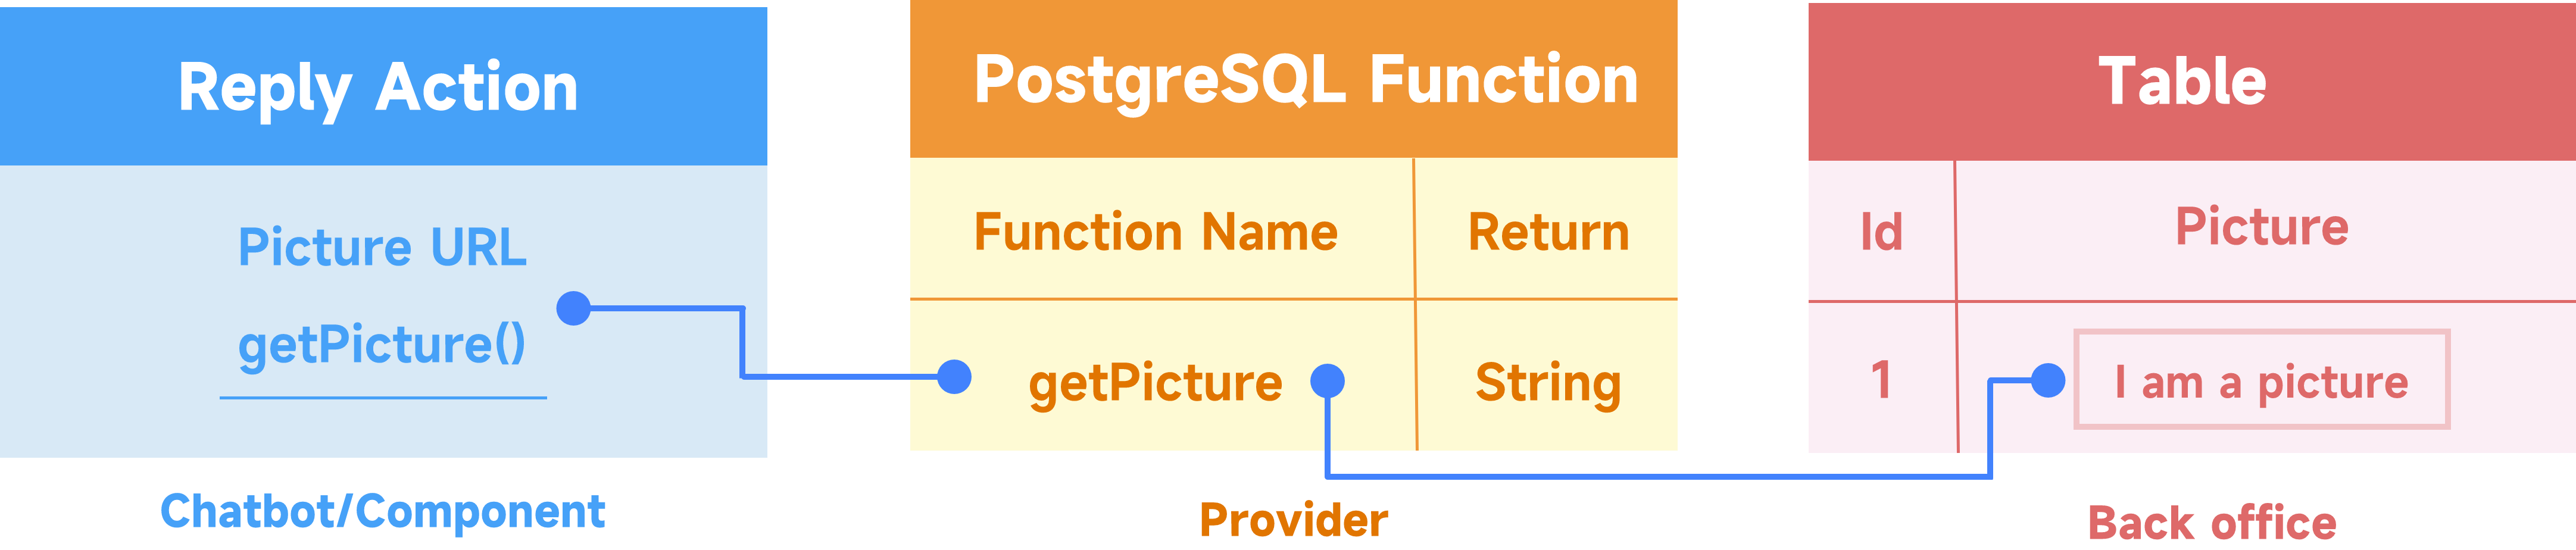 Reply Action
Picture URL
getPicture()
Chatbot/Component
PostgreSQL Function
Function Name
Return
getPicture
String
Provider
Table
Id
Picture
1
I am a picture
Back office